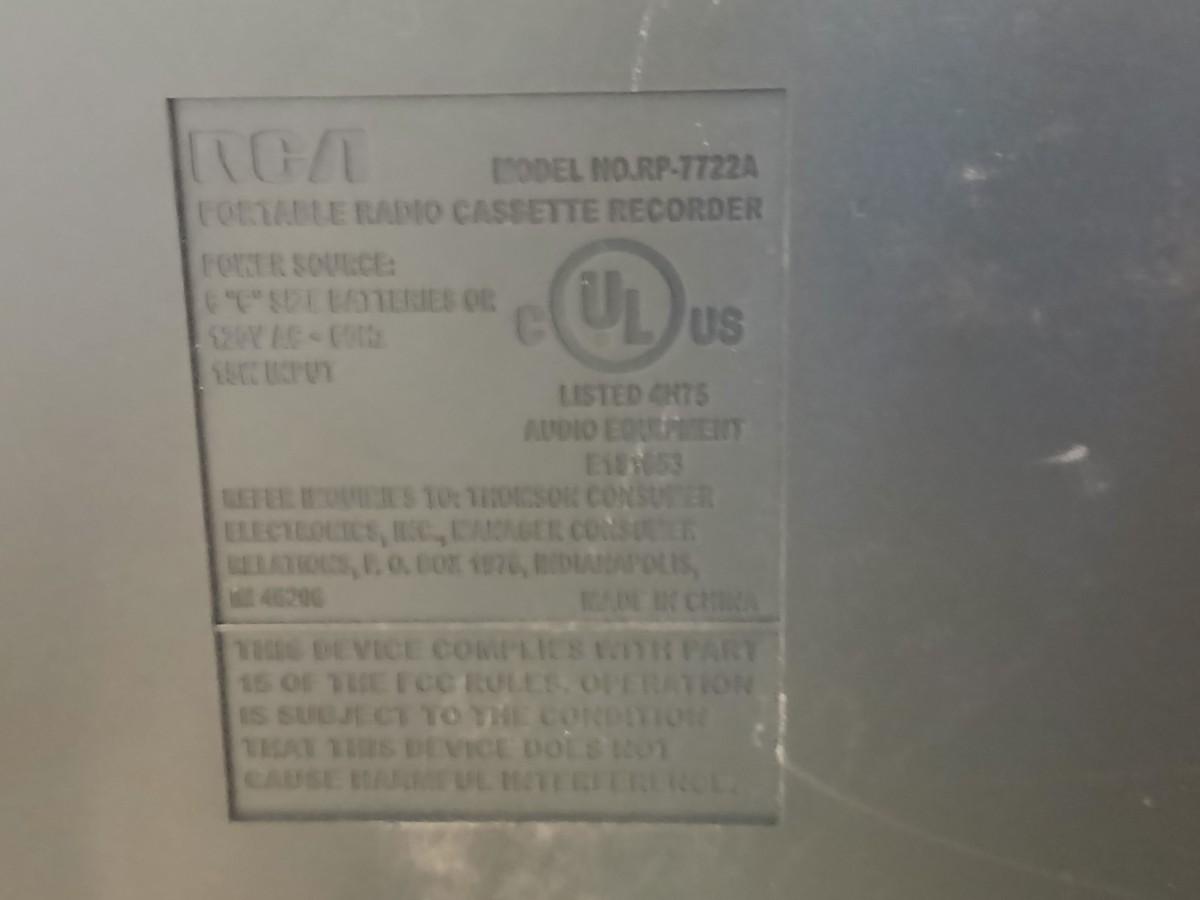 RCA
MODEL NO.RP-7722A
PORTABLE RADIO CASSETTE RECORDER
POWER SOURCE:
6 "C" SIZE BATTERIES OR
120V AC ~ 60Hz
15W INPUT
C UL US
LISTED 4H75
AUDIO EQUIPMENT
REFER INQUIRIES TO: THOMSON CONSUMER
ELECTRONICS, INC., MANAGER CONSUMER
RELATIONS, P. O. BOX 1976, INDIANAPOLIS,
IN 46206
MADE IN CHINA
THIS DEVICE COMPLIES WITH PART
15 OF THE FCC RULES. OPERATION
IS SUBJECT TO THE CONDITION
THAT THIS DEVICE DOES NOT
CAUSE HARMFUL INTERFERENCE.